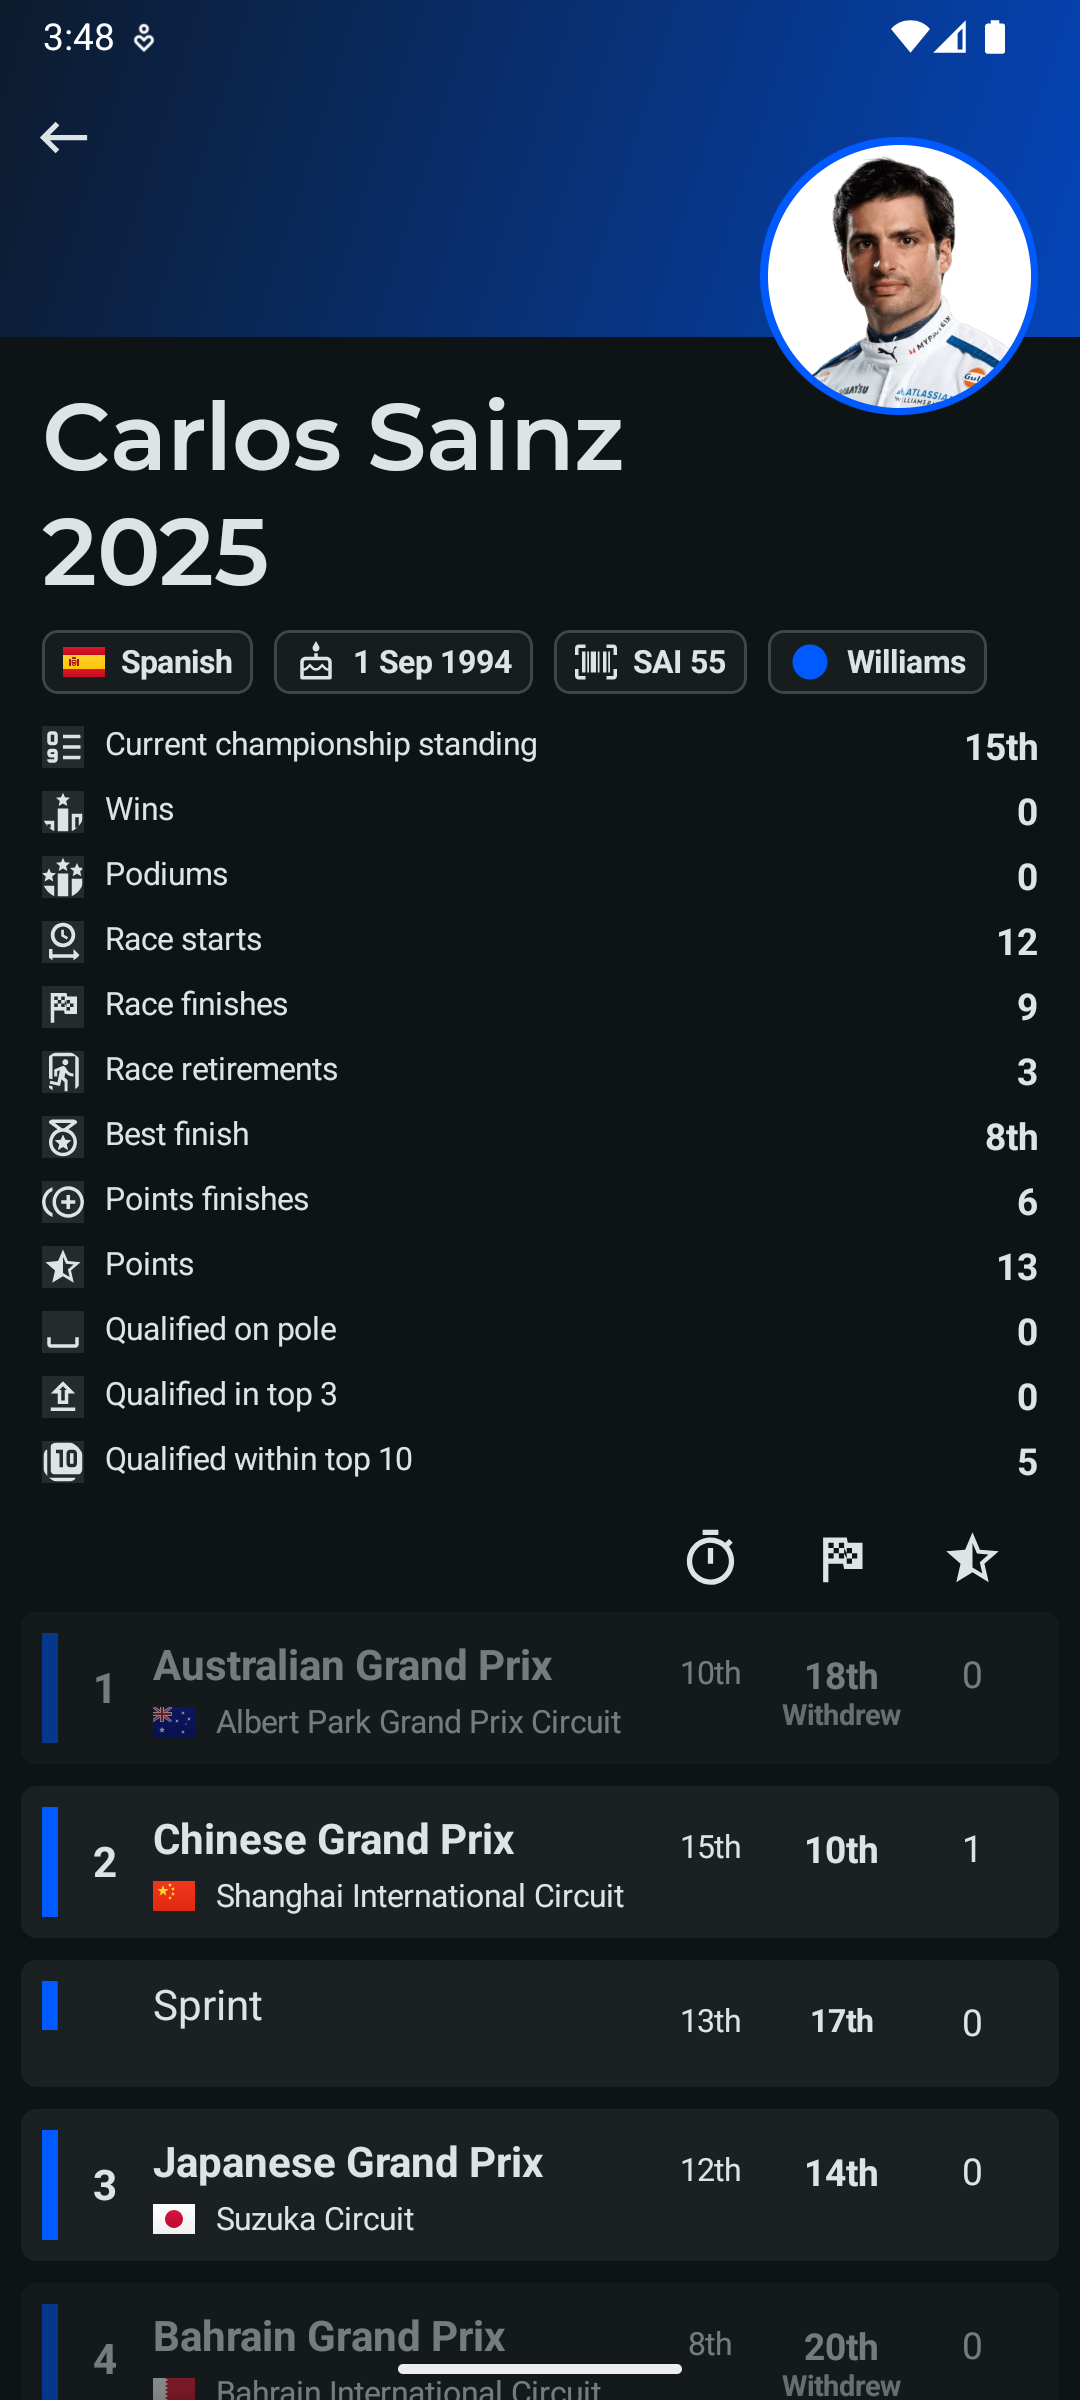 3:48
Carlos Sainz
2025
Spanish
1 Sep 1994
SAI 55
Williams
Current championship standing 15th
Wins 0
Podiums 0
Race starts 12
Race finishes 9
Race retirements 3
Best finish 8th
Points finishes 6
Points 13
Qualified on pole 0
Qualified in top 3 0
10 Qualified within top 10 5
1 Australian Grand Prix 10th 18th 0
Albert Park Grand Prix Circuit Withdrew
2 Chinese Grand Prix 15th 10th 1
Shanghai International Circuit
Sprint 13th 17th 0
3 Japanese Grand Prix 12th 14th 0
Suzuka Circuit
4 Bahrain Grand Prix 8th 20th 0
Bahrain International Circuit Withdrew